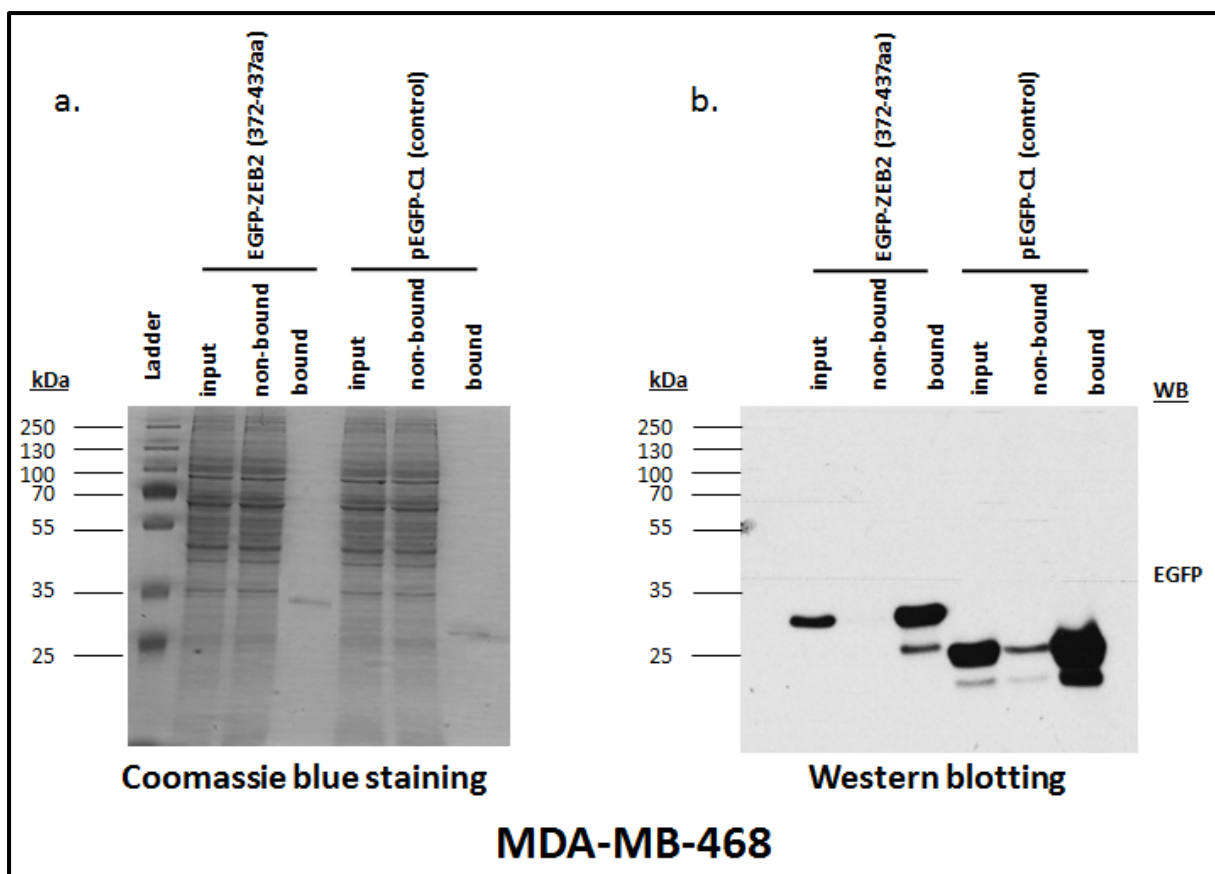 a.
EGFP-ZEB2 (372-437aa)
pEGFP-C1 (control)
kDa
Ladder
input
non-bound
bound
input
non-bound
bound
250
130
100
70
55
35
25
Coomassie blue staining
b.
EGFP-ZEB2 (372-437aa)
pEGFP-C1 (control)
kDa
input
non-bound
bound
input
non-bound
bound
WB
250
130
100
70
55
35
25
EGFP
Western blotting
MDA-MB-468